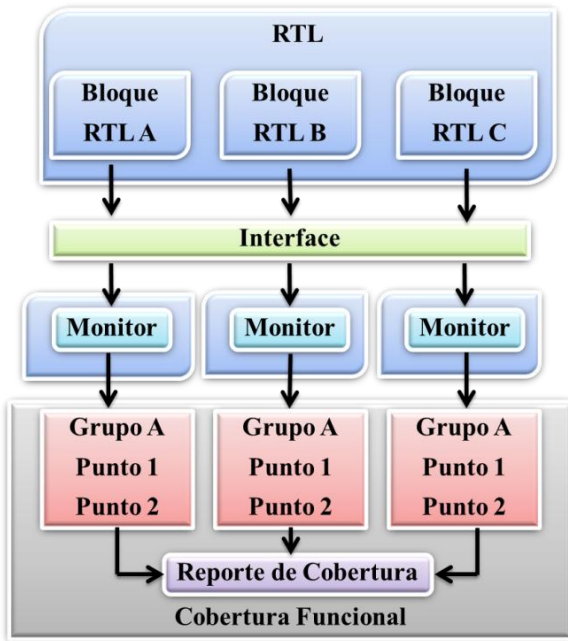 RTL
Bloque
RTL A
Bloque
RTL B
Bloque
RTL C
Interface
Monitor
Monitor
Monitor
Grupo A
Punto 1
Punto 2
Grupo A
Punto 1
Punto 2
Grupo A
Punto 1
Punto 2
Reporte de Cobertura
Cobertura Funcional